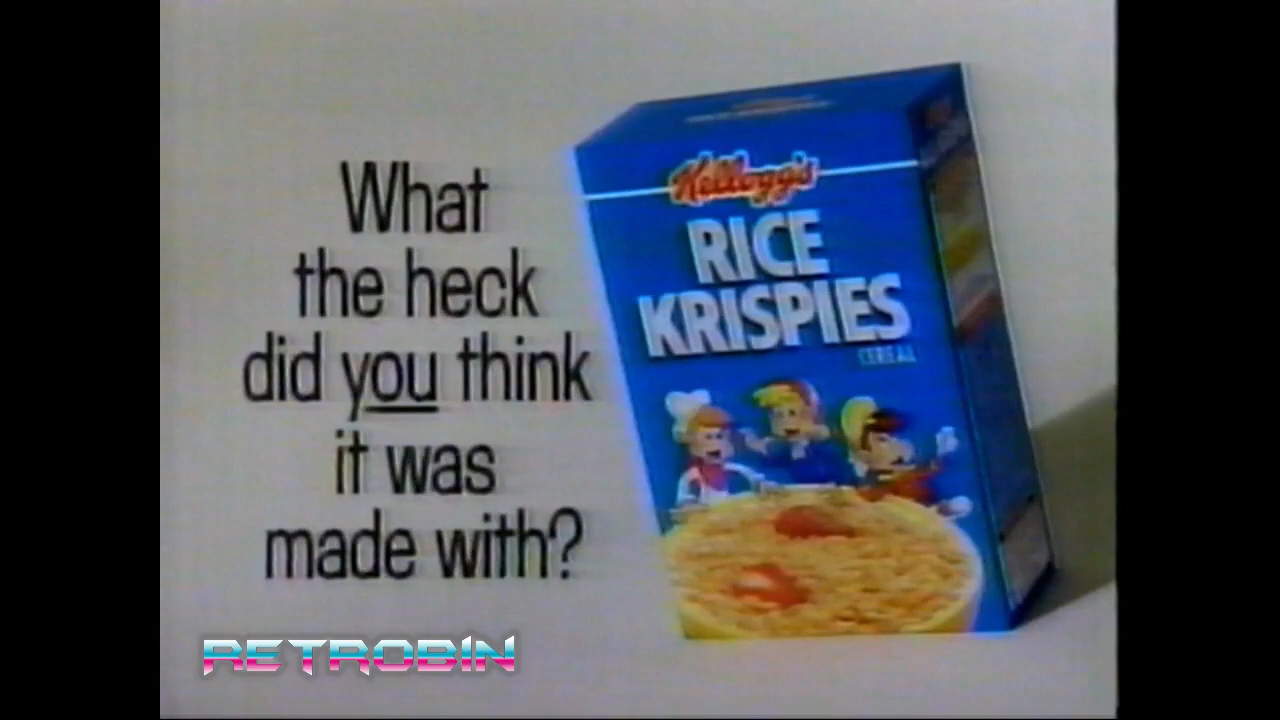 What
the heck
did you think
it was
made with?
Kellogg's
RICE
KRISPIES
CEREAL
RETROBIN